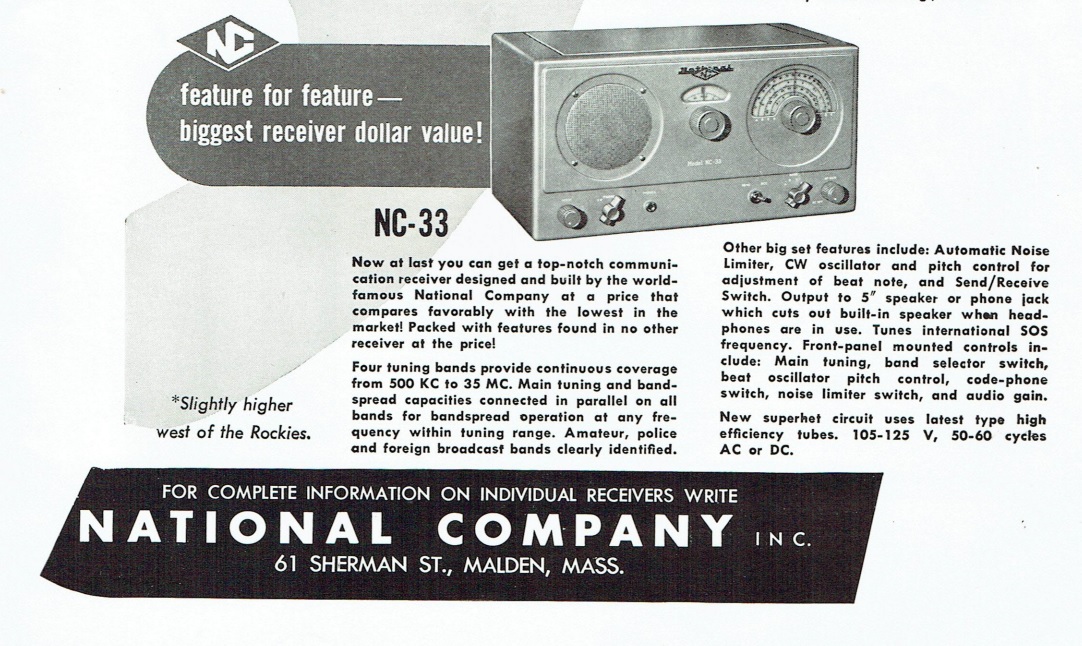 NC
feature for feature—
biggest receiver dollar value!
National
NC
Model NC-33
NC-33
Now at last you can get a top-notch communi-
cation receiver designed and built by the world-
famous National Company at a price that
compares favorably with the lowest in the
market! Packed with features found in no other
receiver at the price!
Four tuning bands provide continuous coverage
from 500 KC to 35 MC. Main tuning and band-
spread capacities connected in parallel on all
bands for bandspread operation at any fre-
quency within tuning range. Amateur, police
and foreign broadcast bands clearly identified.
*Slightly higher
west of the Rockies.
Other big set features include: Automatic Noise
Limiter, CW oscillator and pitch control for
adjustment of beat note, and Send/Receive
Switch. Output to 5″ speaker or phone jack
which cuts out built-in speaker when head-
phones are in use. Tunes international SOS
frequency. Front-panel mounted controls in-
clude: Main tuning, band selector switch,
beat oscillator pitch control, code-phone
switch, noise limiter switch, and audio gain.
New superhet circuit uses latest type high
efficiency tubes. 105-125 V, 50-60 cycles
AC or DC.
FOR COMPLETE INFORMATION ON INDIVIDUAL RECEIVERS WRITE
NATIONAL COMPANY INC.
61 SHERMAN ST., MALDEN, MASS.